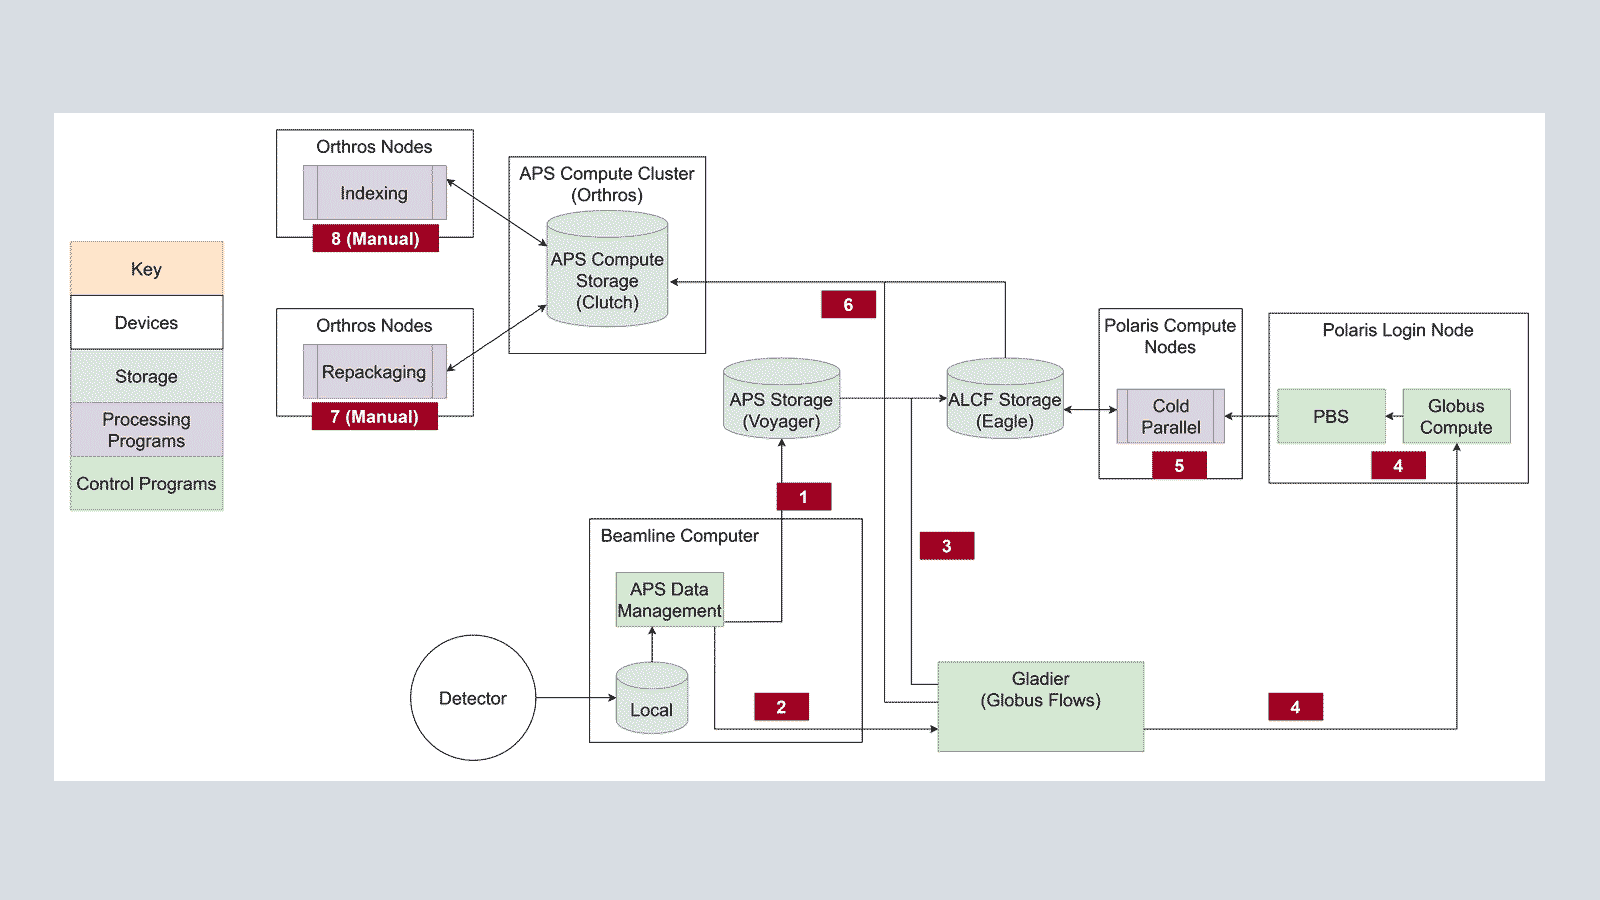 Orthros Nodes
Indexing
8 (Manual)
APS Compute Cluster
(Orthros)
APS Compute
Storage
(Clutch)
Key
Devices
Storage
Processing
Programs
Control Programs
Orthros Nodes
Repackaging
7 (Manual)
6
APS Storage
(Voyager)
ALCF Storage
(Eagle)
Polaris Compute
Nodes
Cold
Parallel
5
Polaris Login Node
PBS
Globus
Compute
4
1
3
Beamline Computer
APS Data
Management
Local
Detector
2
Gladier
(Globus Flows)
4